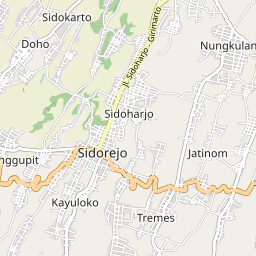 Sidokarto
Doho
Nungkulan
Jl. Sidoharjo - Girimarto
Sidoharjo
nggupit
Sidorejo
Jatinom
Kayuloko
Tremes